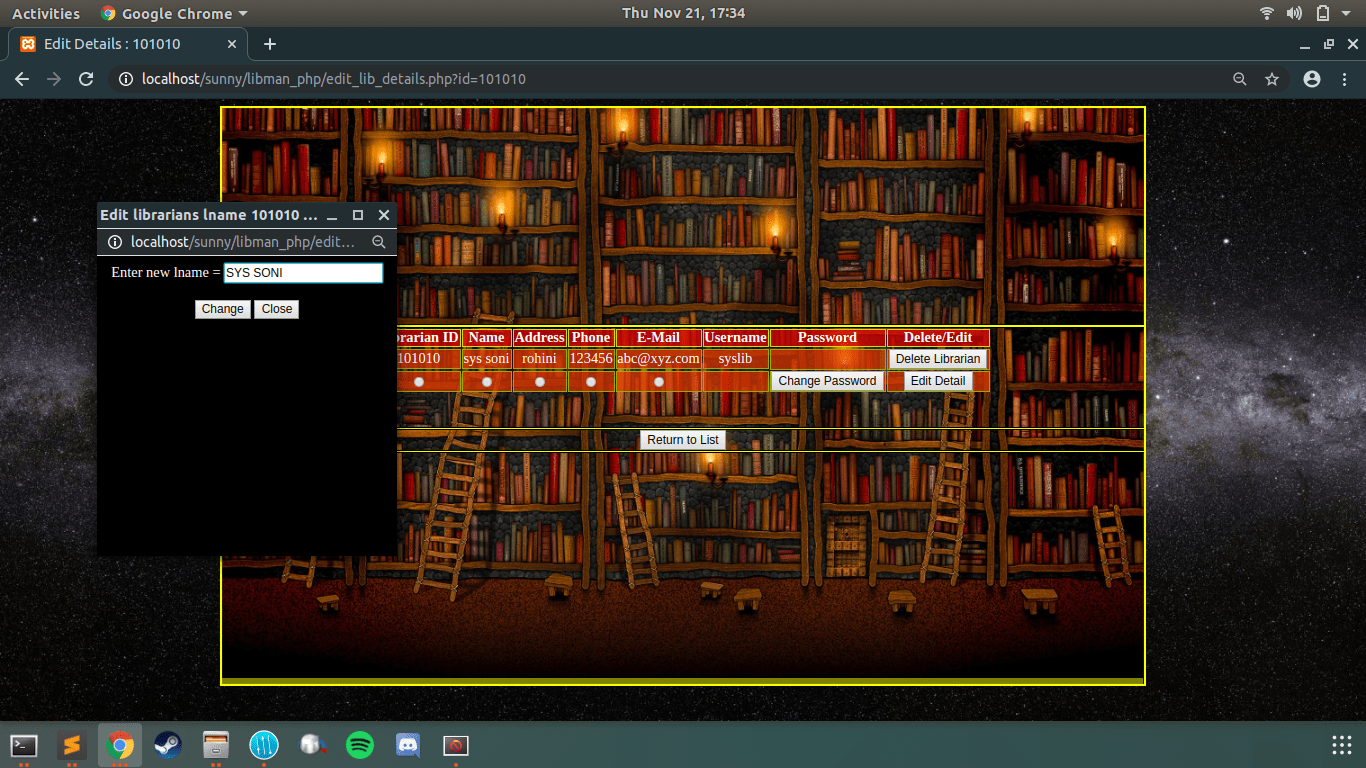 Activities Google Chrome Thu Nov 21, 17:34
Edit Details : 101010
localhost/sunny/libman_php/edit_lib_details.php?id=101010
Edit librarians lname 101010 ...
localhost/sunny/libman_php/edit...
Enter new lname = SYS SONI
Change Close
brarian ID Name Address Phone E-Mail Username Password Delete/Edit
101010 sys soni rohini 123456 abc@xyz.com syslib Delete Librarian
Change Password Edit Detail
Return to List